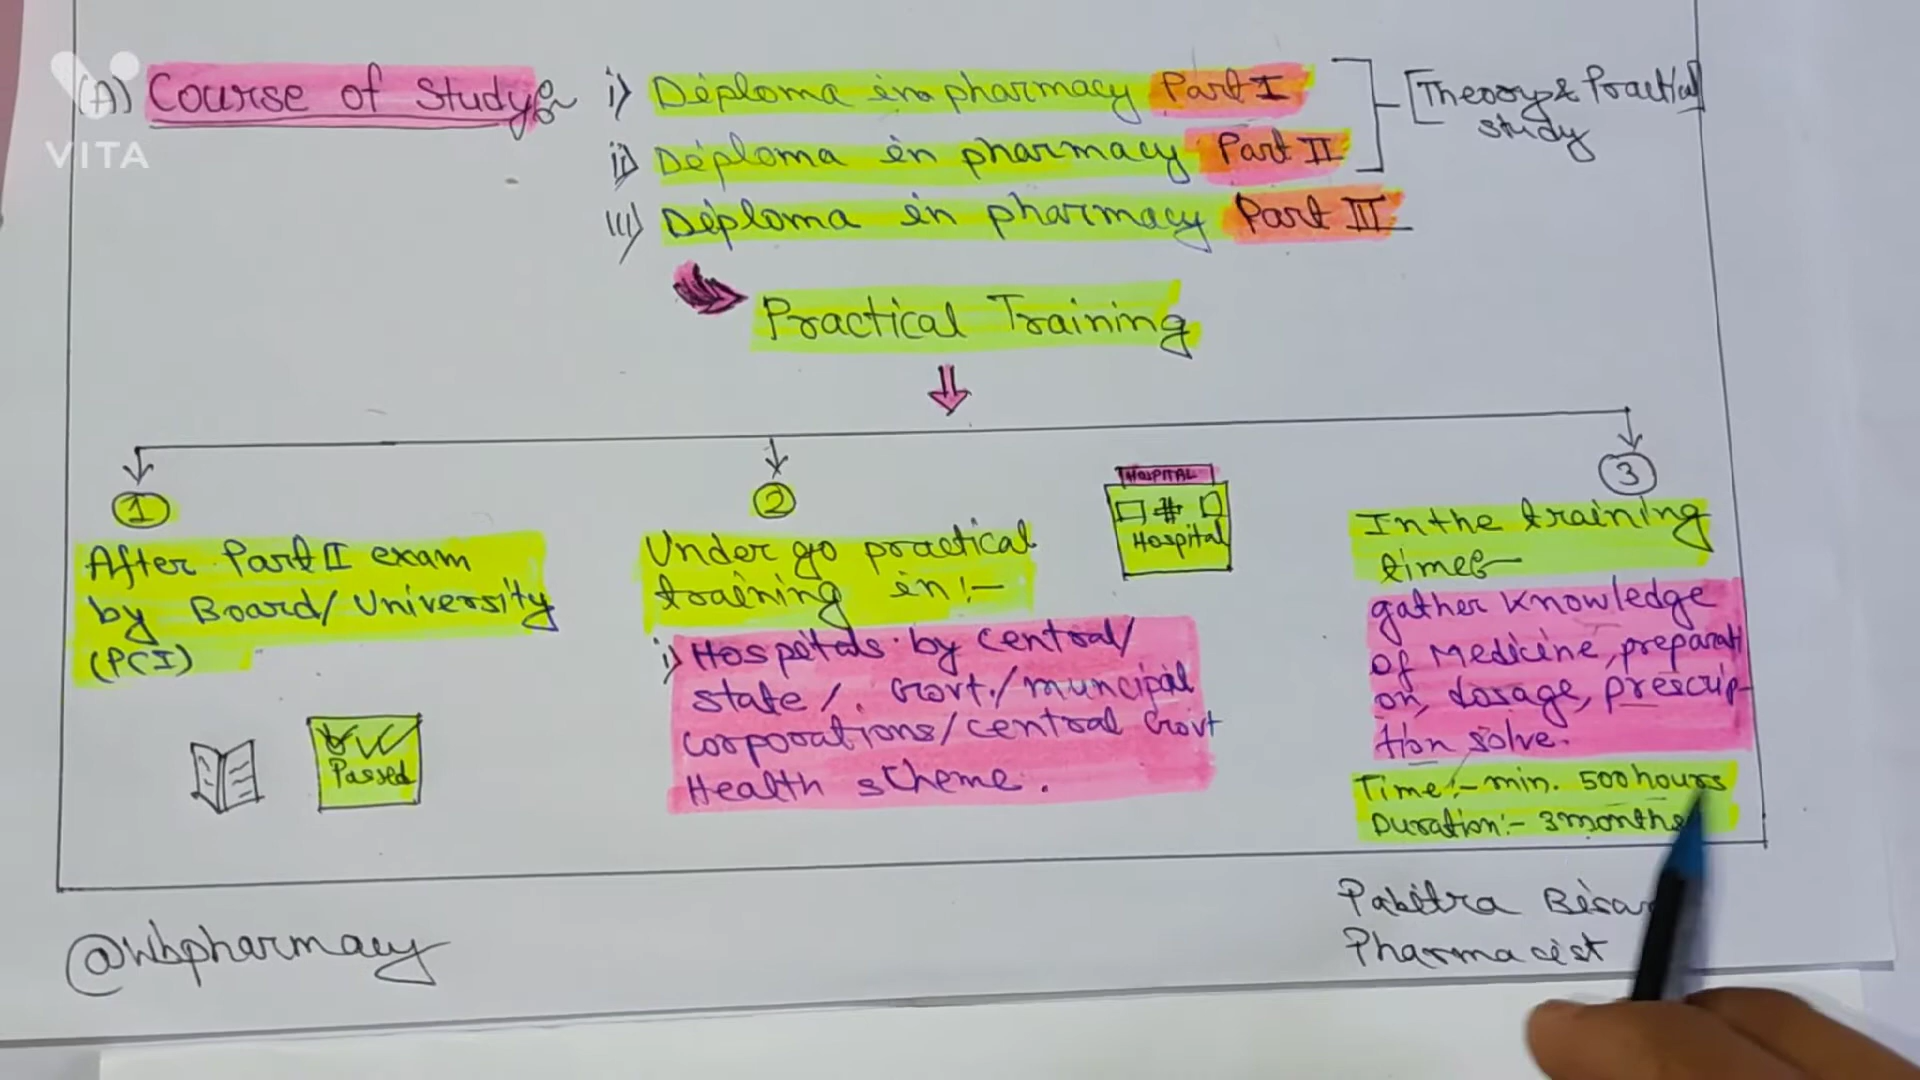 VITA
(A) Course of Study:- i) Diploma in pharmacy Part I
ii) Diploma in pharmacy Part II
[Theory & Practical]
study
iii) Diploma in pharmacy Part III
Practical Training
1
After Part II exam
by Board/University
(PCI)
Passed
2
Under go practical
training in:-
i) Hospitals by central/
state/. Govt./muncipal
corporations/central Govt
Health scheme.
HOSPITAL
Hospital
3
In the training
time:-
gather knowledge
of Medicine, preparati
on, dosage, prescrip-
tion solve.
Time:- min. 500 hours
Duration:- 3 months
@wbpharmacy
Pabitra
Pharmacist